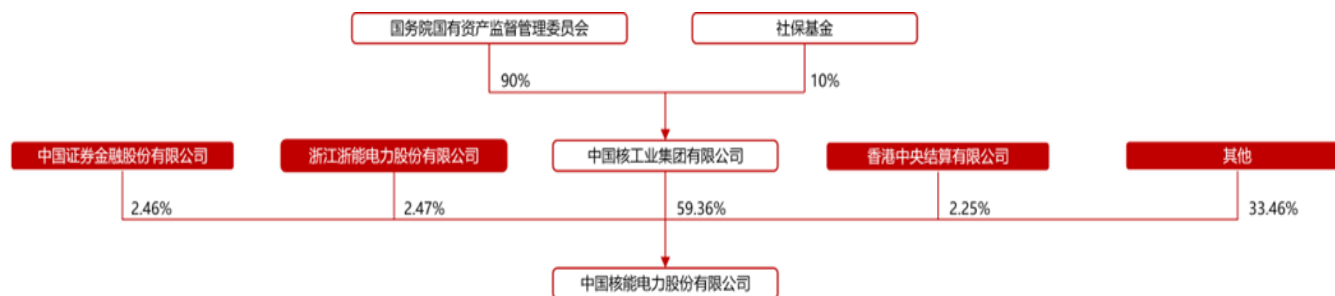 国务院国有资产监督管理委员会
社保基金
90%
10%
中国证券金融股份有限公司
浙江浙能电力股份有限公司
中国核工业集团有限公司
香港中央结算有限公司
其他
2.46%
2.47%
59.36%
2.25%
33.46%
中国核能电力股份有限公司